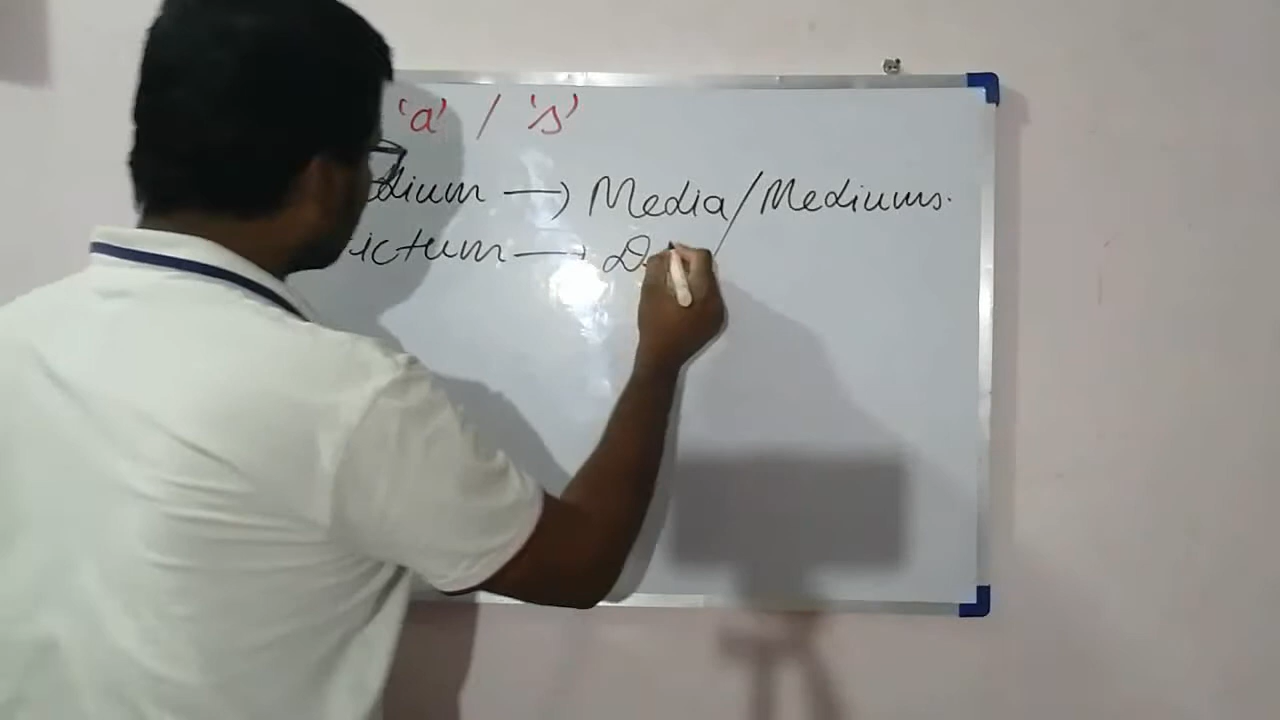 'a' / 's'
dium → Media/Mediums.
ictum → D